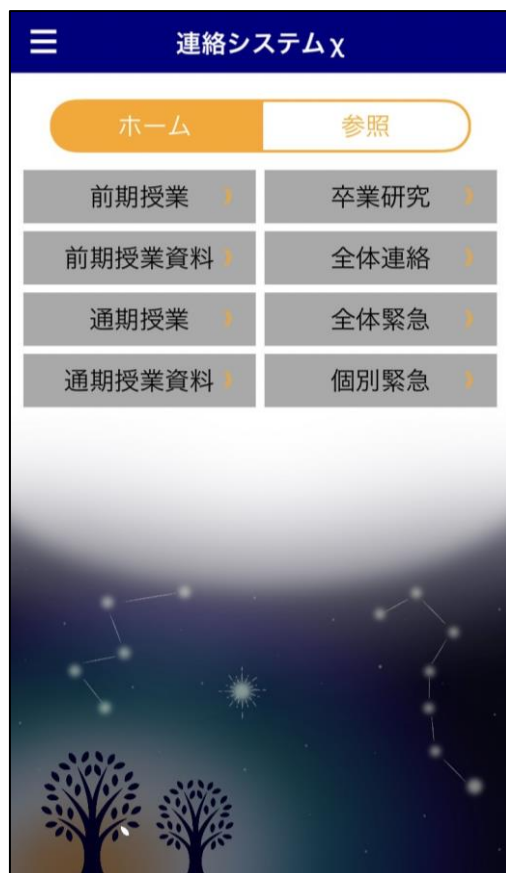 連絡システムχ
ホーム 参照
前期授業 卒業研究
前期授業資料 全体連絡
通期授業 全体緊急
通期授業資料 個別緊急